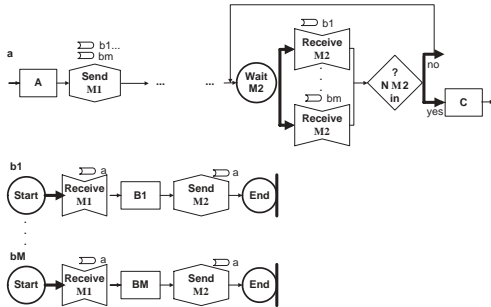 a
b1...
bm
A
Send
M1
...
...
Wait
M2
b1
Receive
M2
bm
Receive
M2
?
N M2
in
no
yes
C
b1
Start
a
Receive
M1
B1
a
Send
M2
End
bM
Start
a
Receive
M1
BM
a
Send
M2
End